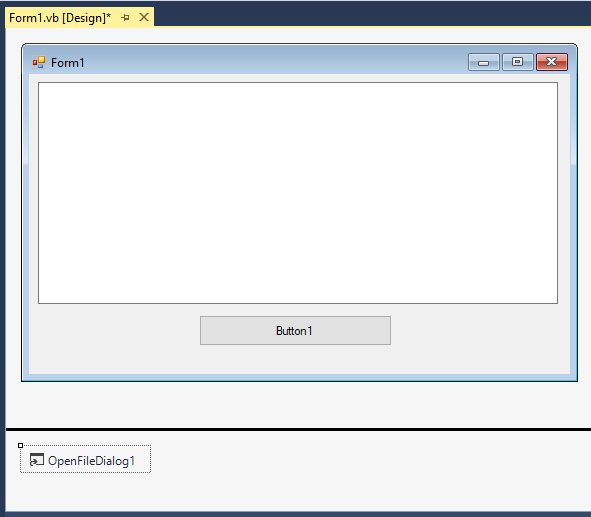 Form1.vb [Design]*
Form1
Button1
OpenFileDialog1